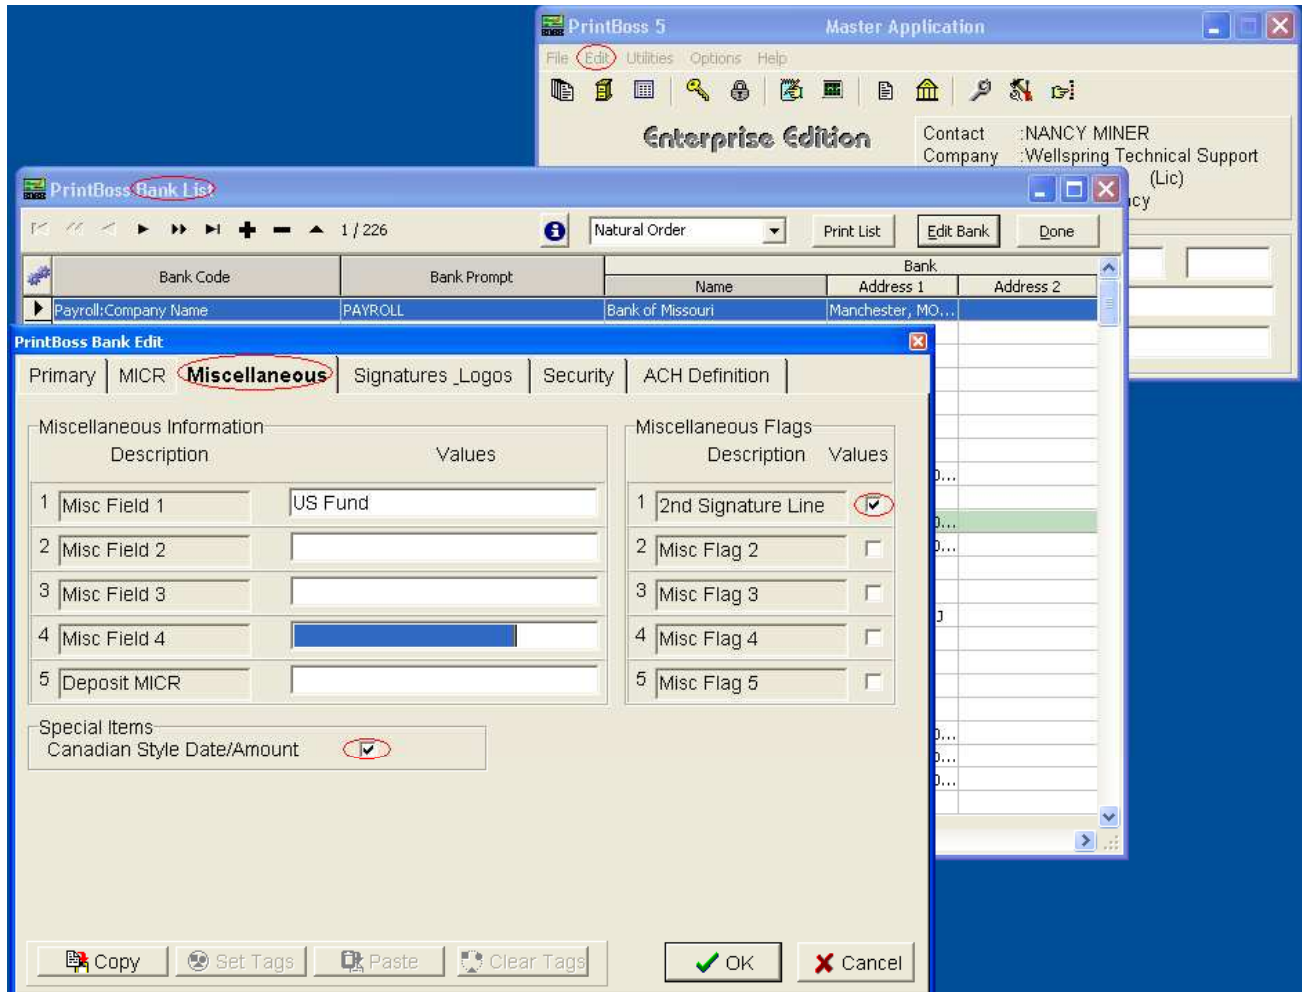 PrintBoss 5 Master Application
File Edit Utilities Options Help
Enterprise Edition
Contact :NANCY MINER
Company :Wellspring Technical Support
(Lic)
PrintBoss Bank List
1 / 226
Natural Order
Print List
Edit Bank
Done
Bank Code
Bank Prompt
Bank
Name
Address 1
Address 2
Payroll:Company Name
PAYROLL
Bank of Missouri
Manchester, MO...
PrintBoss Bank Edit
Primary
MICR
Miscellaneous
Signatures _Logos
Security
ACH Definition
Miscellaneous Information
Description Values
1 Misc Field 1 US Fund
2 Misc Field 2
3 Misc Field 3
4 Misc Field 4
5 Deposit MICR
Miscellaneous Flags
Description Values
1 2nd Signature Line
2 Misc Flag 2
3 Misc Flag 3
4 Misc Flag 4
5 Misc Flag 5
Special Items
Canadian Style Date/Amount
Copy
Set Tags
Paste
Clear Tags
OK
Cancel